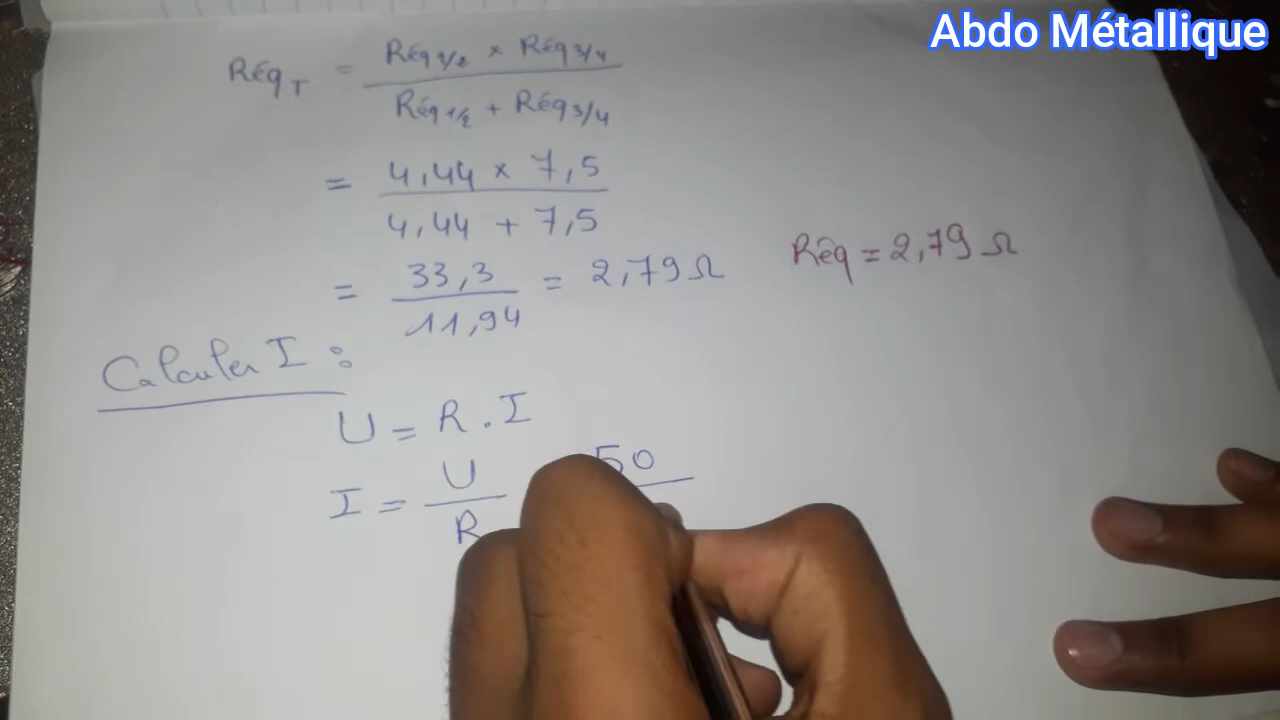 Abdo Métallique
Réq T = Réq 1/2 × Réq 3/4
Réq 1/2 + Réq 3/4
= 4,44 × 7,5
4,44 + 7,5
= 33,3 = 2,79 Ω
11,94
Réq = 2,79 Ω
Calculer I :
U = R . I
I = U 50
R